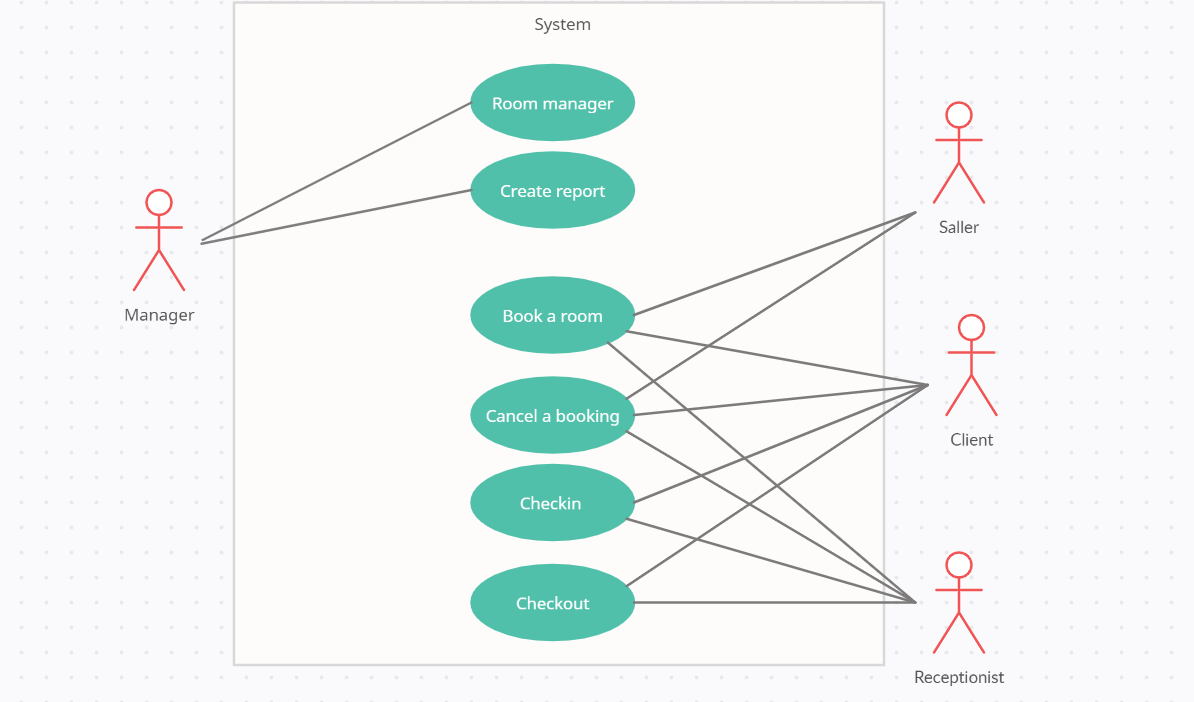 System
Room manager
Create report
Book a room
Cancel a booking
Checkin
Checkout
Manager
Saller
Client
Receptionist